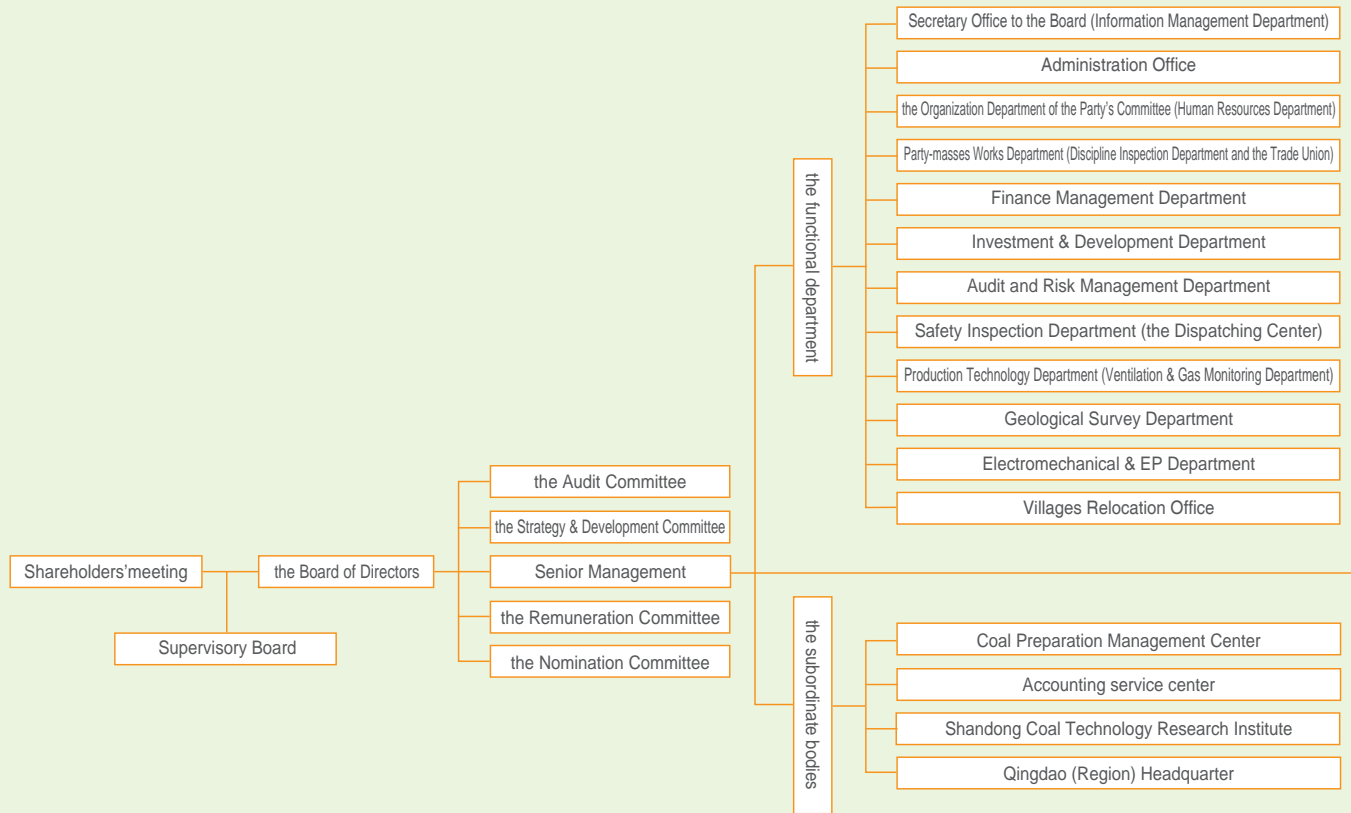 Shareholders'meeting
Supervisory Board
the Board of Directors
the Audit Committee
the Strategy & Development Committee
Senior Management
the Remuneration Committee
the Nomination Committee
the functional department
Secretary Office to the Board (Information Management Department)
Administration Office
the Organization Department of the Party's Committee (Human Resources Department)
Party-masses Works Department (Discipline Inspection Department and the Trade Union)
Finance Management Department
Investment & Development Department
Audit and Risk Management Department
Safety Inspection Department (the Dispatching Center)
Production Technology Department (Ventilation & Gas Monitoring Department)
Geological Survey Department
Electromechanical & EP Department
Villages Relocation Office
the subordinate bodies
Coal Preparation Management Center
Accounting service center
Shandong Coal Technology Research Institute
Qingdao (Region) Headquarter